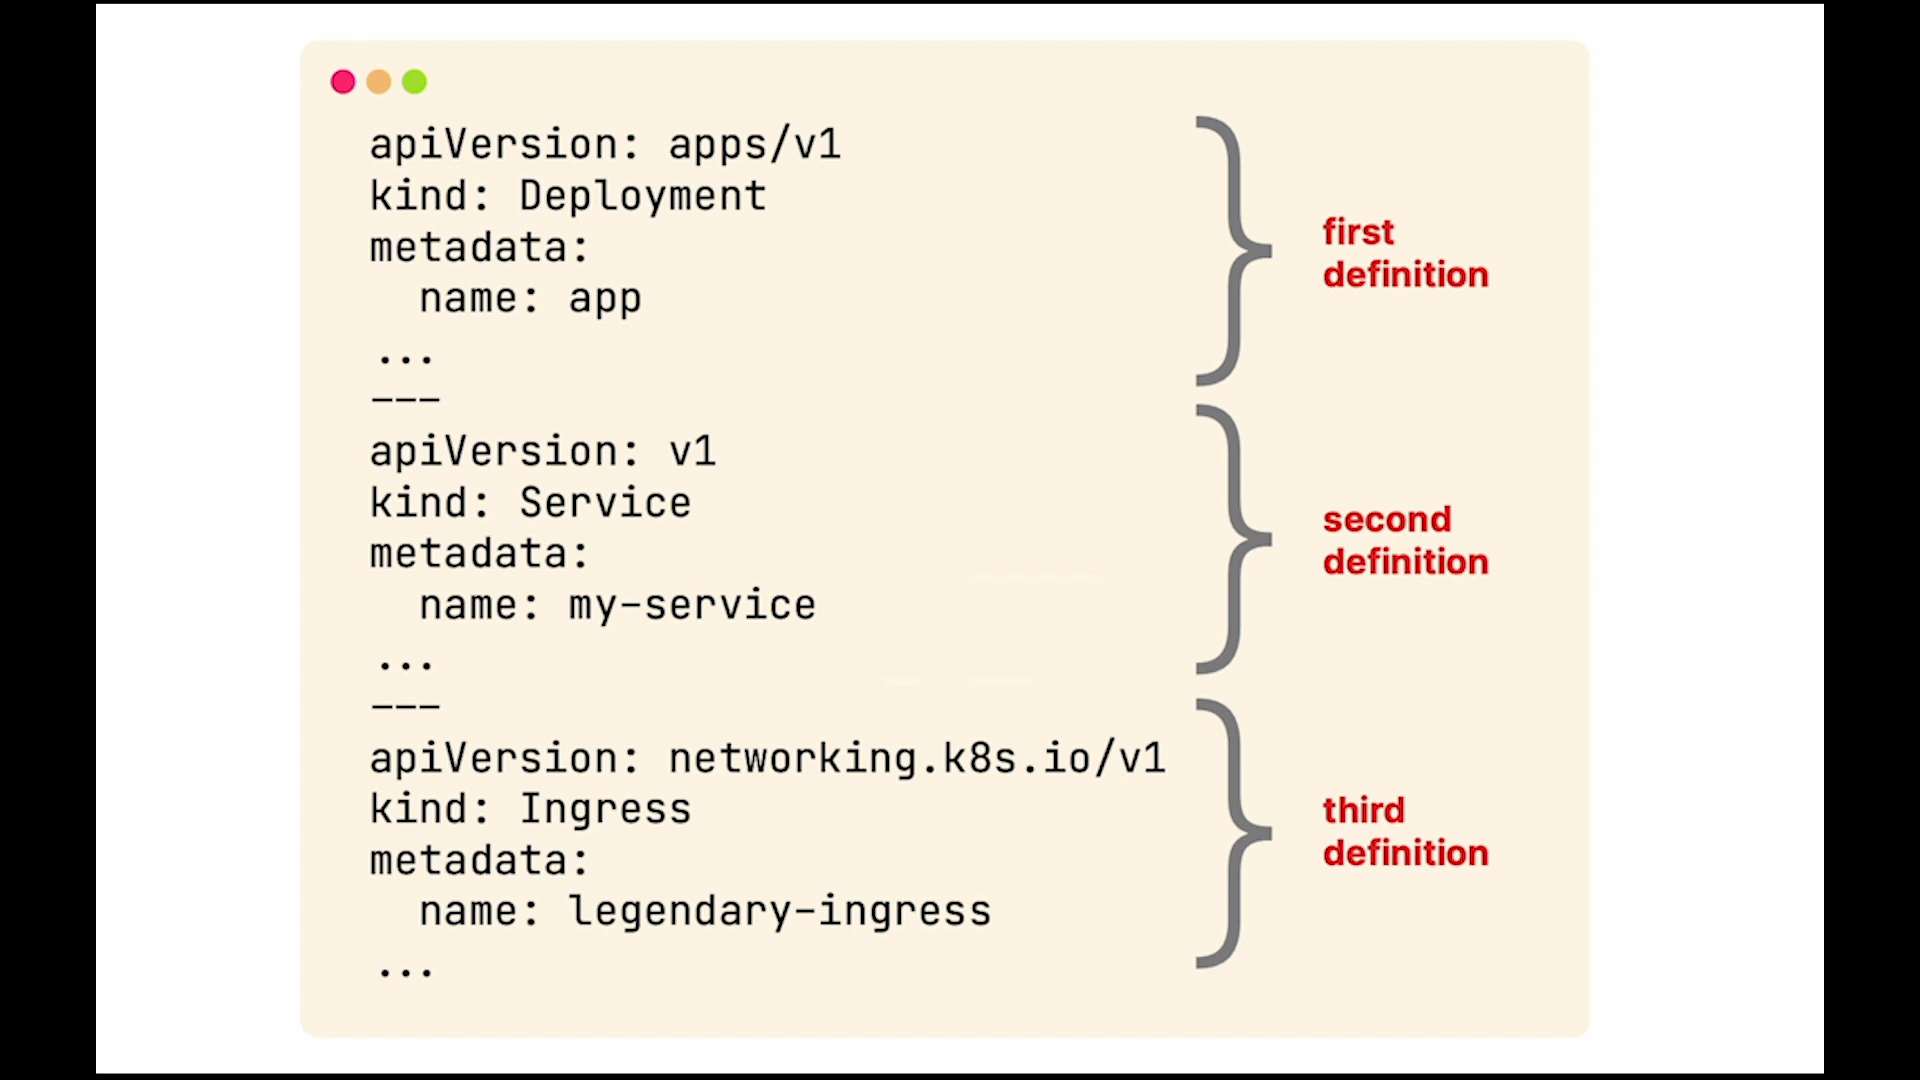 apiVersion: apps/v1
kind: Deployment
metadata:
  name: app
...
---
apiVersion: v1
kind: Service
metadata:
  name: my-service
...
---
apiVersion: networking.k8s.io/v1
kind: Ingress
metadata:
  name: legendary-ingress
...
first
definition
second
definition
third
definition